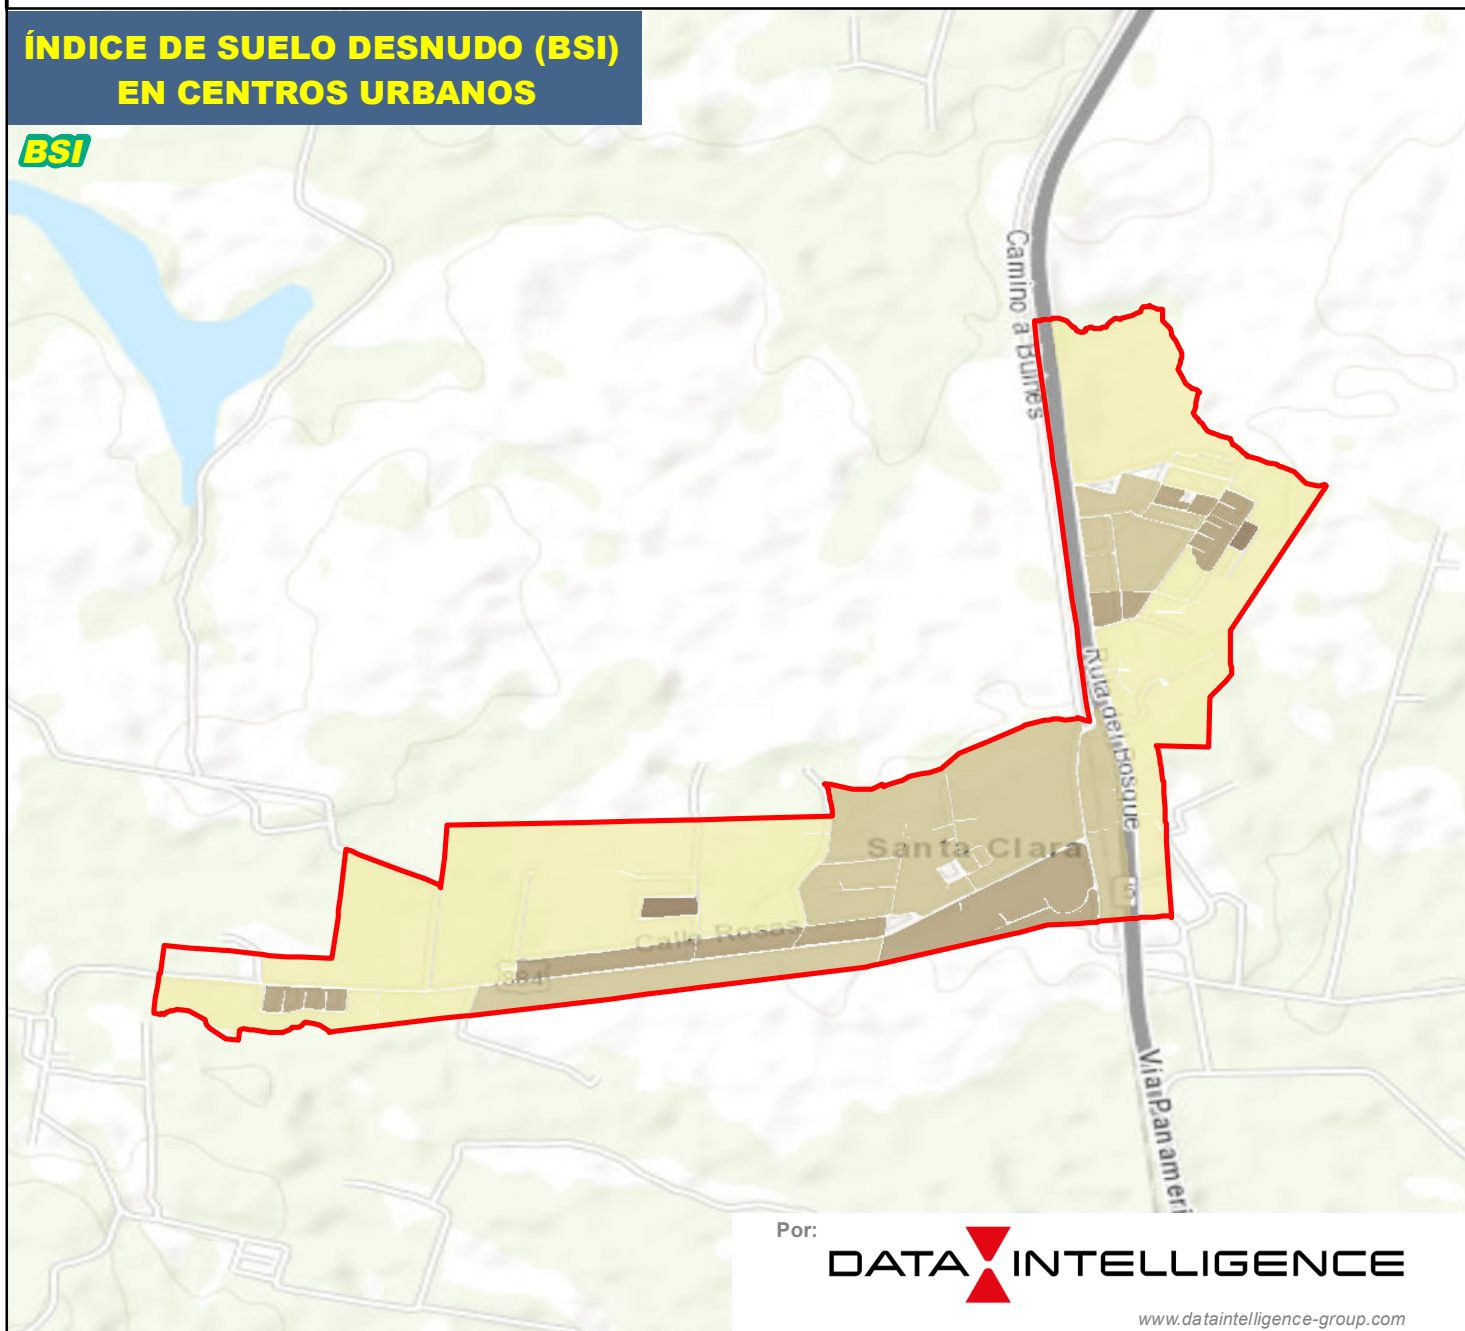 ÍNDICE DE SUELO DESNUDO (BSI)
EN CENTROS URBANOS
BSI
Camino a Bulnes
Ruta del Bosque
Santa Clara
5
Calle Rosas
884
Vía Panameri
Por:
DATA INTELLIGENCE
www.dataintelligence-group.com